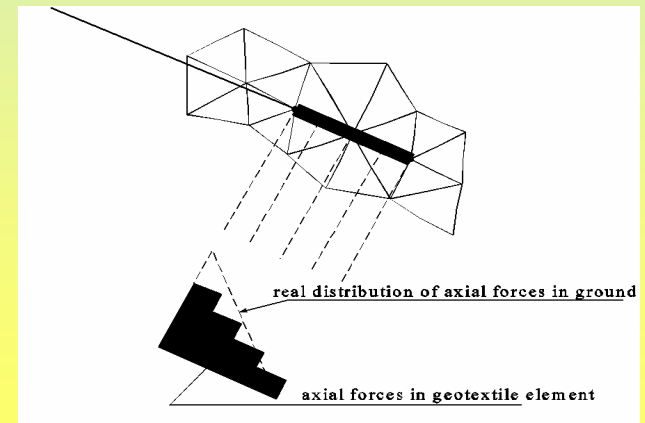 real distribution of axial forces in ground
axial forces in geotextile element